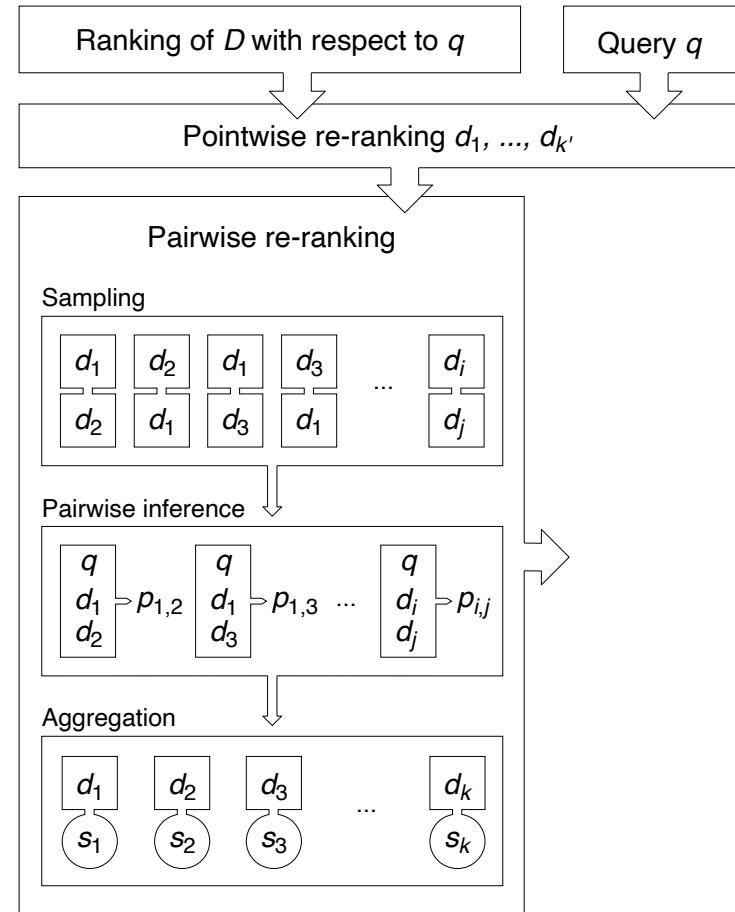 Ranking of D with respect to q
Query q
Pointwise re-ranking d1, ..., dk'
Pairwise re-ranking
Sampling
d1 d2 d1 d3 ... di
d2 d1 d3 d1 dj
Pairwise inference
q q q
d1 p1,2 d1 p1,3 ... di pi,j
d2 d3 dj
Aggregation
d1 d2 d3 ... dk
s1 s2 s3 sk